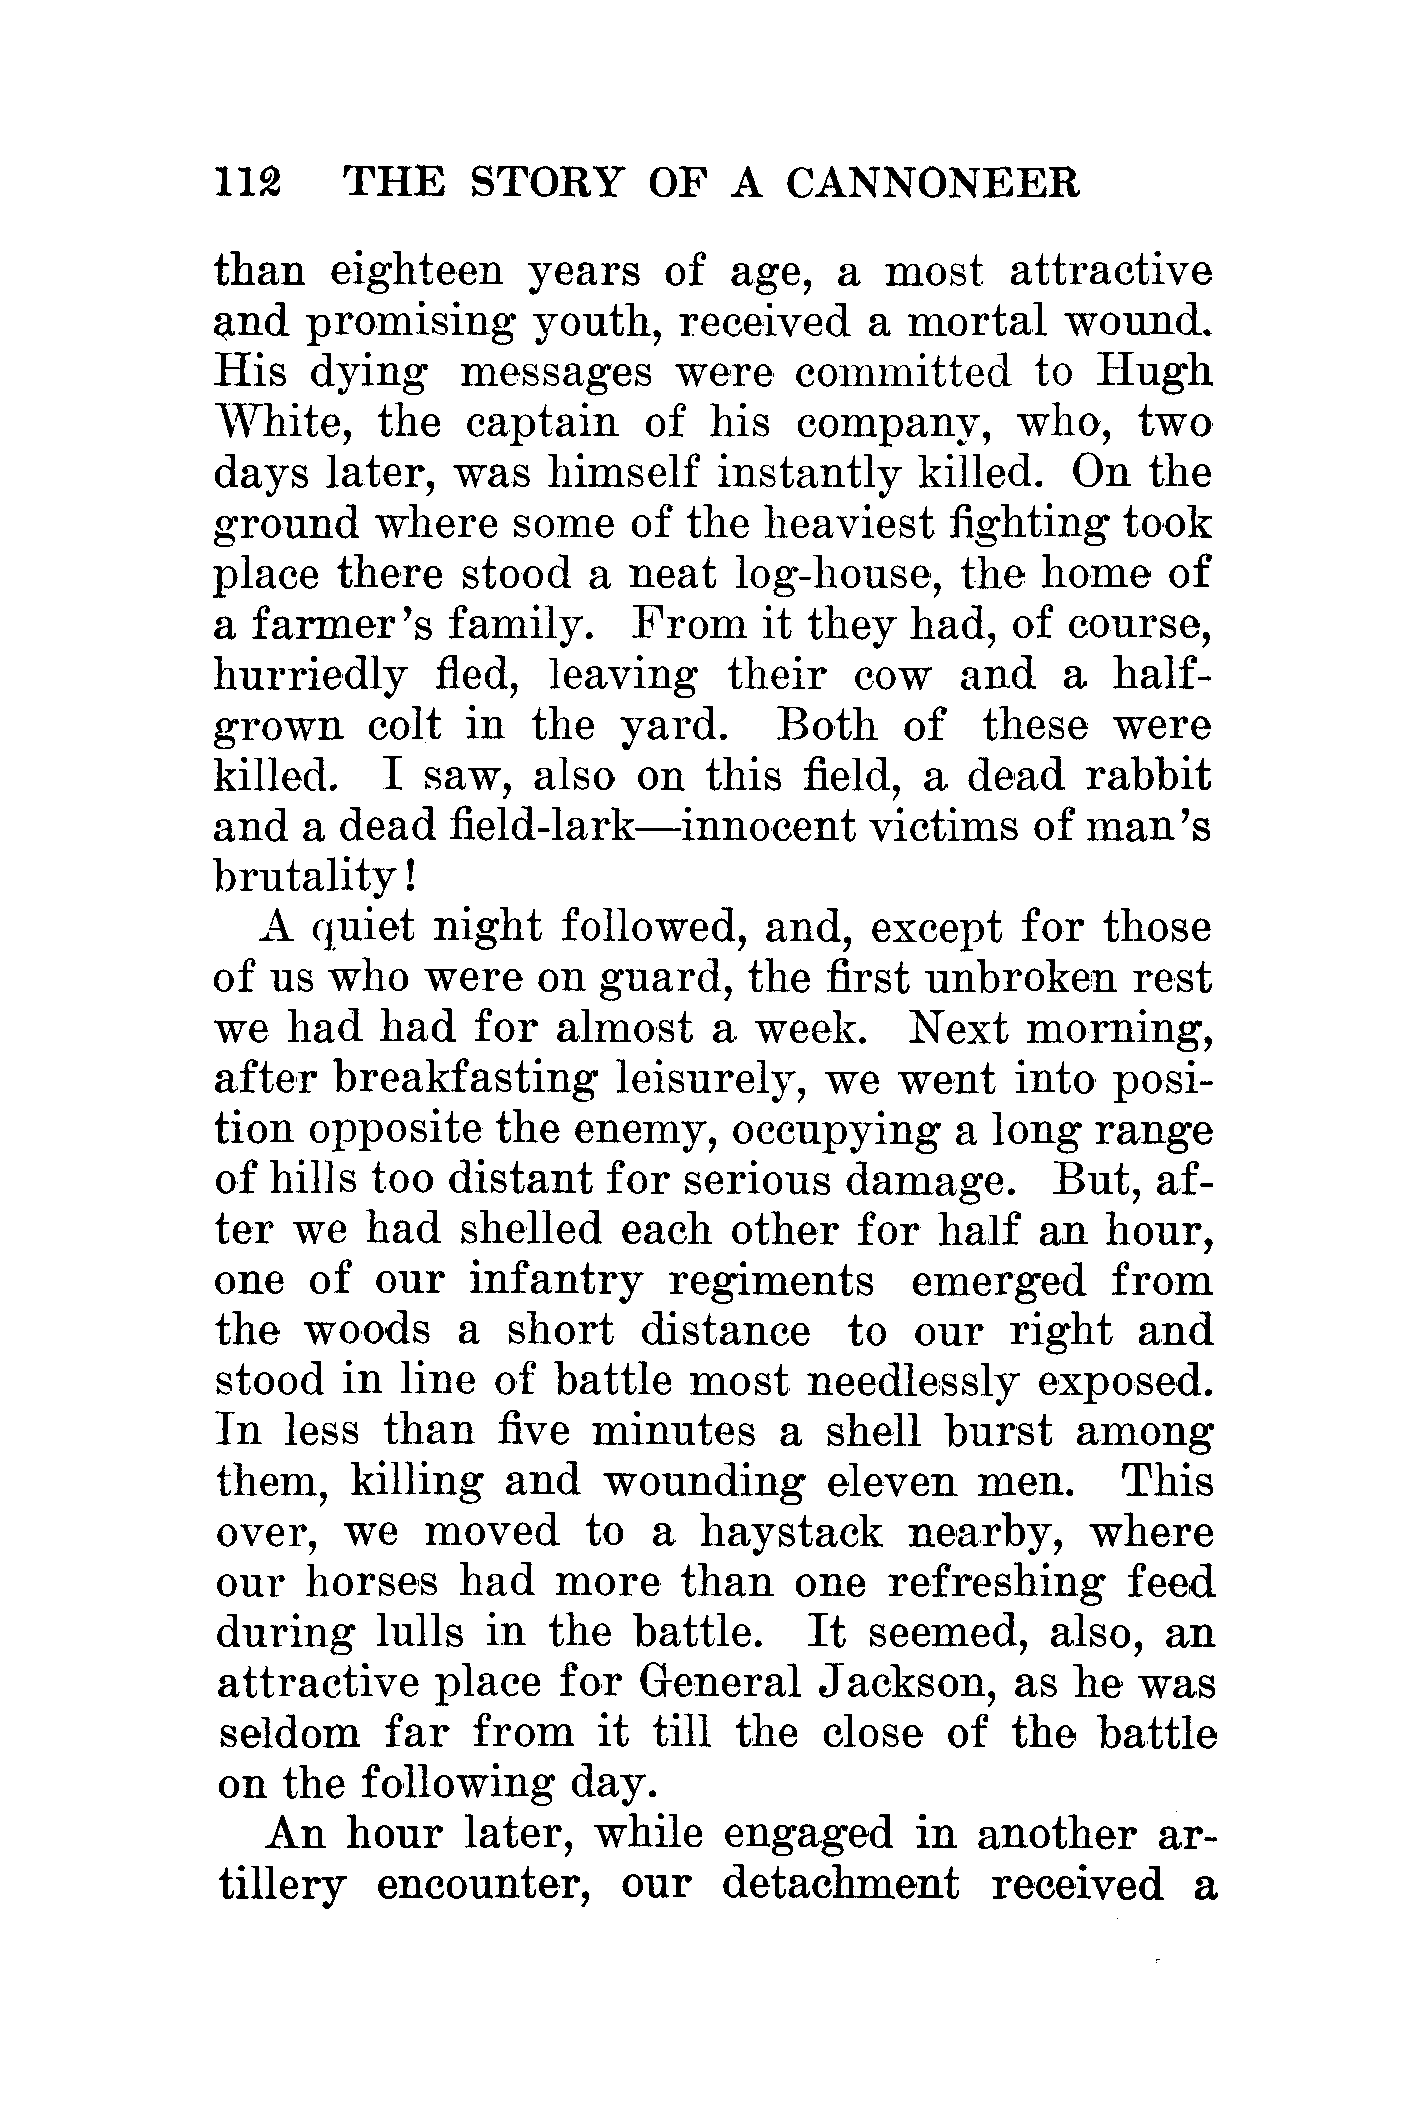 112 THE STORY OF A CANNONEER
than eighteen years of age, a most attractive
and promising youth, received a mortal wound.
His dying messages were committed to Hugh
White, the captain of his company, who, two
days later, was himself instantly killed. On the
ground where some of the heaviest fighting took
place there stood a neat log-house, the home of
a farmer's family. From it they had, of course,
hurriedly fled, leaving their cow and a half-
grown colt in the yard. Both of these were
killed. I saw, also on this field, a dead rabbit
and a dead field-lark—innocent victims of man's
brutality!
A quiet night followed, and, except for those
of us who were on guard, the first unbroken rest
we had had for almost a week. Next morning,
after breakfasting leisurely, we went into posi-
tion opposite the enemy, occupying a long range
of hills too distant for serious damage. But, af-
ter we had shelled each other for half an hour,
one of our infantry regiments emerged from
the woods a short distance to our right and
stood in line of battle most needlessly exposed.
In less than five minutes a shell burst among
them, killing and wounding eleven men. This
over, we moved to a haystack nearby, where
our horses had more than one refreshing feed
during lulls in the battle. It seemed, also, an
attractive place for General Jackson, as he was
seldom far from it till the close of the battle
on the following day.
An hour later, while engaged in another ar-
tillery encounter, our detachment received a